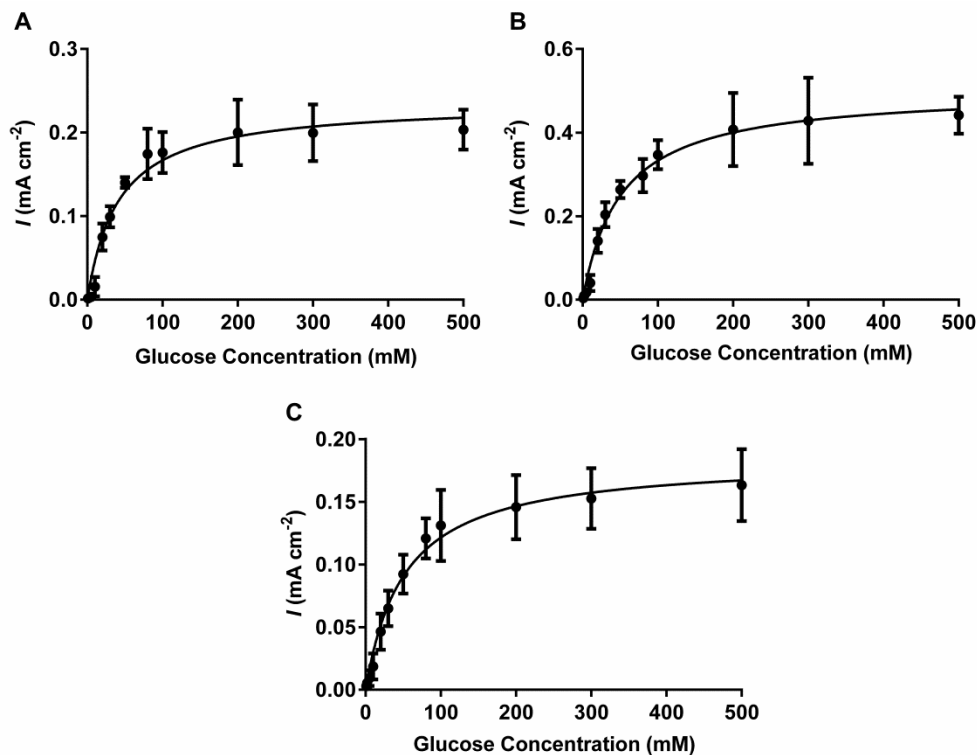 A
0.3
0.2
0.1
0.0
I (mA cm-2)
0 100 200 300 400 500
Glucose Concentration (mM)
B
0.6
0.4
0.2
0.0
I (mA cm-2)
0 100 200 300 400 500
Glucose Concentration (mM)
C
0.20
0.15
0.10
0.05
0.00
I (mA cm-2)
0 100 200 300 400 500
Glucose Concentration (mM)